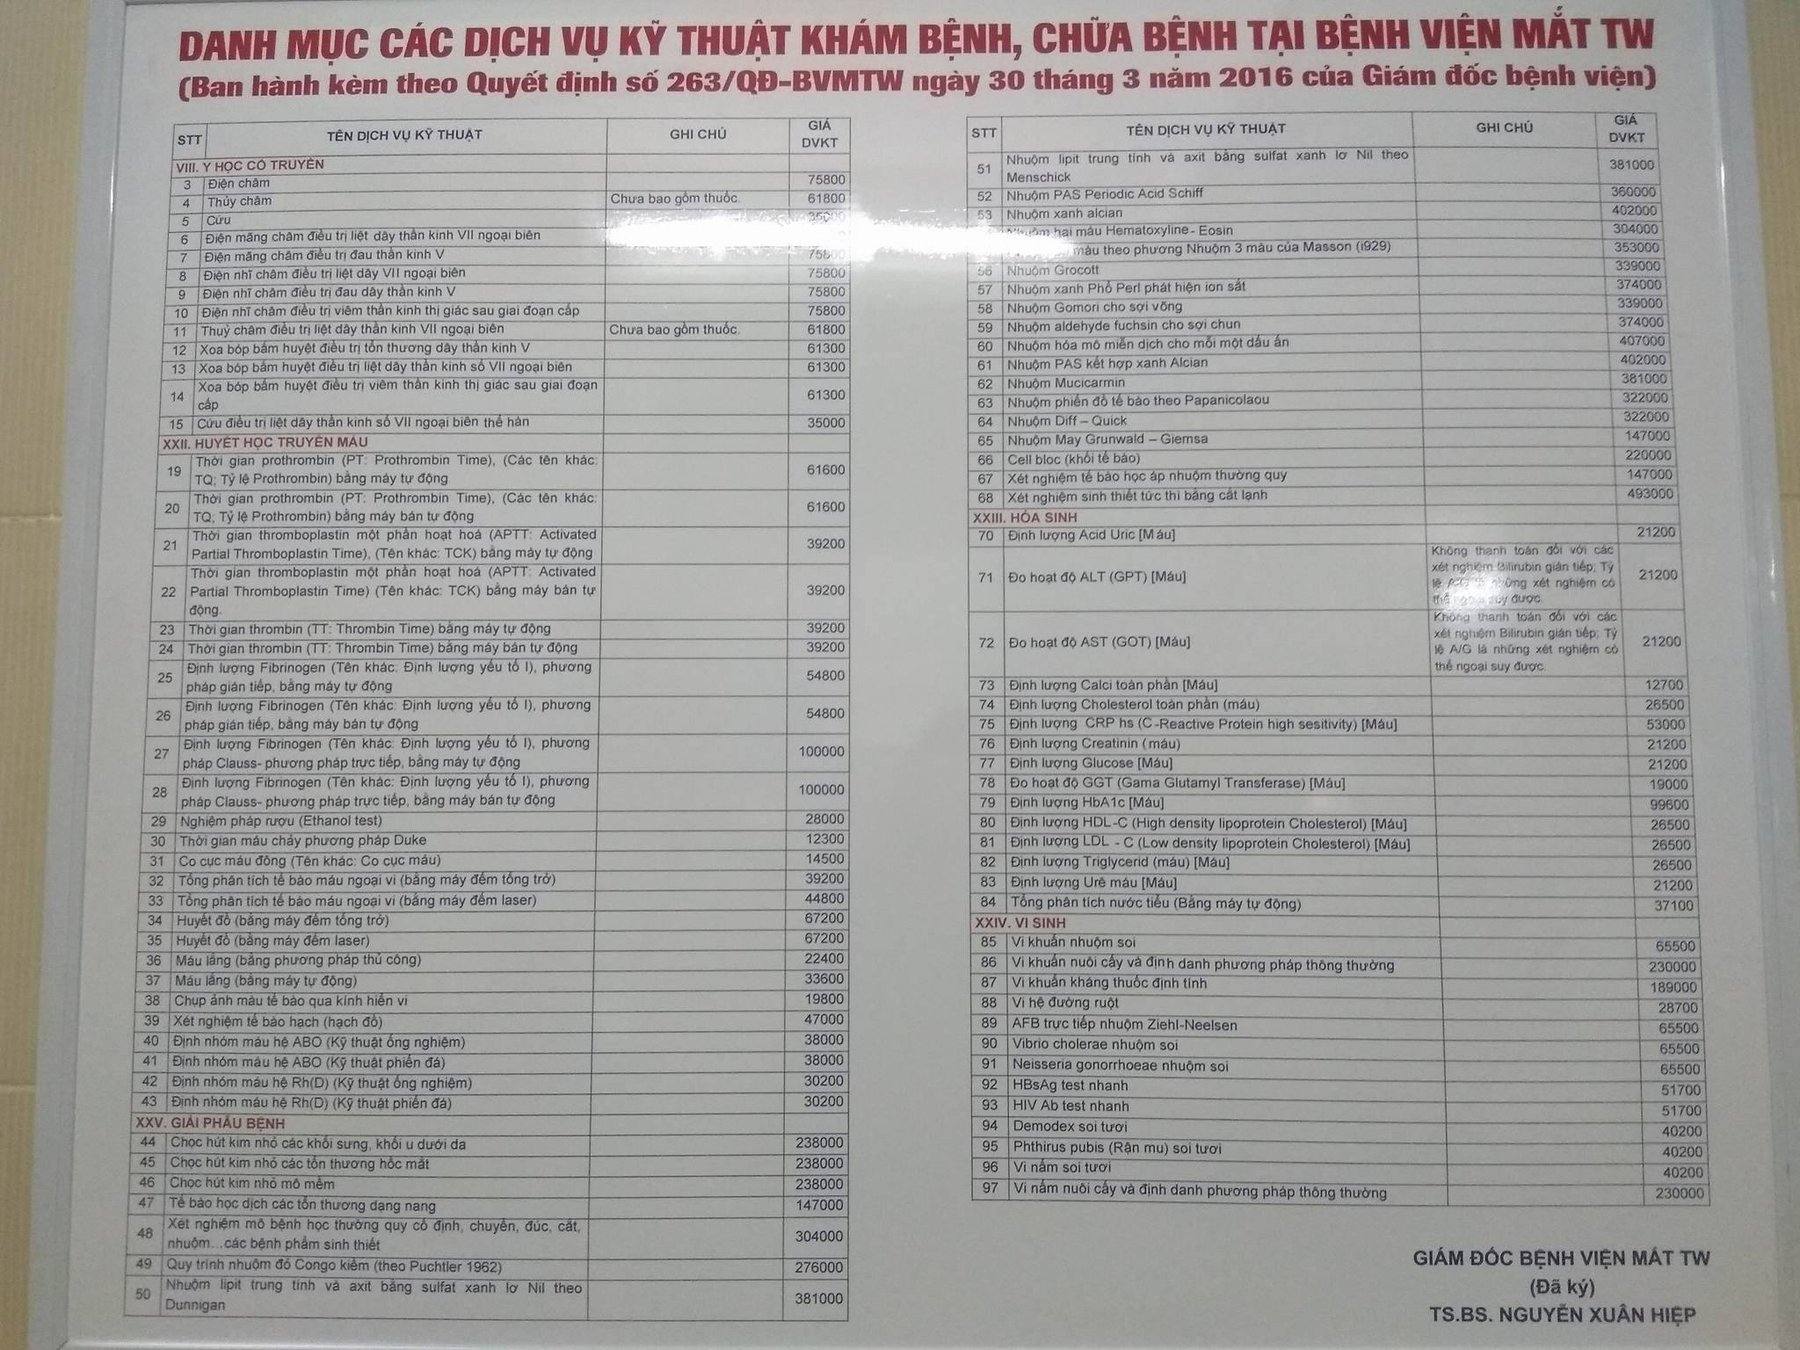 DANH MỤC CÁC DỊCH VỤ KỸ THUẬT KHÁM BỆNH, CHỮA BỆNH TẠI BỆNH VIỆN MẮT TW
(Ban hành kèm theo Quyết định số 263/QĐ-BVMTW ngày 30 tháng 3 năm 2016 của Giám đốc bệnh viện)
STT TÊN DỊCH VỤ KỸ THUẬT GHI CHÚ GIÁ DVKT
VIII. Y HỌC CỔ TRUYỀN
3 Điện châm 75800
4 Thủy châm Chưa bao gồm thuốc. 61800
5 Cứu 35000
6 Điện mãng châm điều trị liệt dây thần kinh VII ngoại biên
7 Điện mãng châm điều trị đau thần kinh V 75800
8 Điện nhĩ châm điều trị liệt dây VII ngoại biên 75800
9 Điện nhĩ châm điều trị đau dây thần kinh V 75800
10 Điện nhĩ châm điều trị viêm thần kinh thị giác sau giai đoạn cấp 75800
11 Thuỷ châm điều trị liệt dây thần kinh VII ngoại biên Chưa bao gồm thuốc. 61800
12 Xoa bóp bấm huyệt điều trị tổn thương dây thần kinh V 61300
13 Xoa bóp bấm huyệt điều trị liệt dây thần kinh số VII ngoại biên 61300
14 Xoa bóp bấm huyệt điều trị viêm thần kinh thị giác sau giai đoạn
cấp 61300
15 Cứu điều trị liệt dây thần kinh số VII ngoại biên thể hàn 35000
XXII. HUYẾT HỌC TRUYỀN MÁU
19 Thời gian prothrombin (PT: Prothrombin Time), (Các tên khác:
TQ; Tỷ lệ Prothrombin) bằng máy tự động 61600
20 Thời gian prothrombin (PT: Prothrombin Time), (Các tên khác:
TQ; Tỷ lệ Prothrombin) bằng máy bán tự động 61600
21 Thời gian thromboplastin một phần hoạt hoá (APTT: Activated
Partial Thromboplastin Time), (Tên khác: TCK) bằng máy tự động 39200
22 Thời gian thromboplastin một phần hoạt hoá (APTT: Activated
Partial Thromboplastin Time) (Tên khác: TCK) bằng máy bán tự
động. 39200
23 Thời gian thrombin (TT: Thrombin Time) bằng máy tự động 39200
24 Thời gian thrombin (TT: Thrombin Time) bằng máy bán tự động 39200
25 Định lượng Fibrinogen (Tên khác: Định lượng yếu tố I), phương
pháp gián tiếp, bằng máy tự động 54800
26 Định lượng Fibrinogen (Tên khác: Định lượng yếu tố I), phương
pháp gián tiếp, bằng máy bán tự động 54800
27 Định lượng Fibrinogen (Tên khác: Định lượng yếu tố I), phương
pháp Clauss- phương pháp trực tiếp, bằng máy tự động 100000
28 Định lượng Fibrinogen (Tên khác: Định lượng yếu tố I), phương
pháp Clauss- phương pháp trực tiếp, bằng máy bán tự động 100000
29 Nghiệm pháp rượu (Ethanol test) 28000
30 Thời gian máu chảy phương pháp Duke 12300
31 Co cục máu đông (Tên khác: Co cục máu) 14500
32 Tổng phân tích tế bào máu ngoại vi (bằng máy đếm tổng trở) 39200
33 Tổng phân tích tế bào máu ngoại vi (bằng máy đếm laser) 44800
34 Huyết đồ (bằng máy đếm tổng trở) 67200
35 Huyết đồ (bằng máy đếm laser) 67200
36 Máu lắng (bằng phương pháp thủ công) 22400
37 Máu lắng (bằng máy tự động) 33600
38 Chụp ảnh màu tế bào qua kính hiển vi 19800
39 Xét nghiệm tế bào hạch (hạch đồ) 47000
40 Định nhóm máu hệ ABO (Kỹ thuật ống nghiệm) 38000
41 Định nhóm máu hệ ABO (Kỹ thuật phiến đá) 38000
42 Định nhóm máu hệ Rh(D) (Kỹ thuật ống nghiệm) 30200
43 Định nhóm máu hệ Rh(D) (Kỹ thuật phiến đá) 30200
XXV. GIẢI PHẪU BỆNH
44 Chọc hút kim nhỏ các khối sưng, khối u dưới da 238000
45 Chọc hút kim nhỏ các tổn thương hốc mắt 238000
46 Chọc hút kim nhỏ mô mềm 238000
47 Tế bào học dịch các tổn thương dạng nang 147000
48 Xét nghiệm mô bệnh học thường quy cố định, chuyển, đúc, cắt,
nhuộm...các bệnh phẩm sinh thiết 304000
49 Quy trình nhuộm đỏ Congo kiềm (theo Puchtler 1962) 276000
50 Nhuộm lipit trung tính và axit bằng sulfat xanh lơ Nil theo
Dunnigan 381000
STT TÊN DỊCH VỤ KỸ THUẬT GHI CHÚ GIÁ DVKT
51 Nhuộm lipit trung tính và axit bằng sulfat xanh lơ Nil theo
Menschick 381000
52 Nhuộm PAS Periodic Acid Schiff 360000
53 Nhuộm xanh alcian 402000
Nhuộm hai màu Hematoxyline- Eosin 304000
màu theo phương Nhuộm 3 màu của Masson (i929) 353000
56 Nhuộm Grocott 339000
57 Nhuộm xanh Phổ Perl phát hiện ion sắt 374000
58 Nhuộm Gomori cho sợi võng 339000
59 Nhuộm aldehyde fuchsin cho sợi chun 374000
60 Nhuộm hóa mô miễn dịch cho mỗi một dấu ấn 407000
61 Nhuộm PAS kết hợp xanh Alcian 402000
62 Nhuộm Mucicarmin 381000
63 Nhuộm phiến đồ tế bào theo Papanicolaou 322000
64 Nhuộm Diff – Quick 322000
65 Nhuộm May Grunwald – Giemsa 147000
66 Cell bloc (khối tế bào) 220000
67 Xét nghiệm tế bào học áp nhuộm thường quy 147000
68 Xét nghiệm sinh thiết tức thì bằng cắt lạnh 493000
XXIII. HÓA SINH
70 Định lượng Acid Uric [Máu] 21200
71 Đo hoạt độ ALT (GPT) [Máu] Không thanh toán đối với các
xét nghiệm Bilirubin gián tiếp; Tỷ
lệ A/G là những xét nghiệm có
thể ngoại suy được. 21200
72 Đo hoạt độ AST (GOT) [Máu] Không thanh toán đối với các
xét nghiệm Bilirubin gián tiếp; Tỷ
lệ A/G là những xét nghiệm có
thể ngoại suy được. 21200
73 Định lượng Calci toàn phần [Máu] 12700
74 Định lượng Cholesterol toàn phần (máu) 26500
75 Định lượng CRP hs (C-Reactive Protein high sesitivity) [Máu] 53000
76 Định lượng Creatinin (máu) 21200
77 Định lượng Glucose [Máu] 21200
78 Đo hoạt độ GGT (Gama Glutamyl Transferase) [Máu] 19000
79 Định lượng HbA1c [Máu] 99600
80 Định lượng HDL-C (High density lipoprotein Cholesterol) [Máu] 26500
81 Định lượng LDL - C (Low density lipoprotein Cholesterol) [Máu] 26500
82 Định lượng Triglycerid (máu) [Máu] 26500
83 Định lượng Urê máu [Máu] 21200
84 Tổng phân tích nước tiểu (Bằng máy tự động) 37100
XXIV. VI SINH
85 Vi khuẩn nhuộm soi 65500
86 Vi khuẩn nuôi cấy và định danh phương pháp thông thường 230000
87 Vi khuẩn kháng thuốc định tính 189000
88 Vi hệ đường ruột 28700
89 AFB trực tiếp nhuộm Ziehl-Neelsen 65500
90 Vibrio cholerae nhuộm soi 65500
91 Neisseria gonorrhoeae nhuộm soi 65500
92 HBsAg test nhanh 51700
93 HIV Ab test nhanh 51700
94 Demodex soi tươi 40200
95 Phthirus pubis (Rận mu) soi tươi 40200
96 Vi nấm soi tươi 40200
97 Vi nấm nuôi cấy và định danh phương pháp thông thường 230000
GIÁM ĐỐC BỆNH VIỆN MẮT TW
(Đã ký)
TS.BS. NGUYỄN XUÂN HIỆP